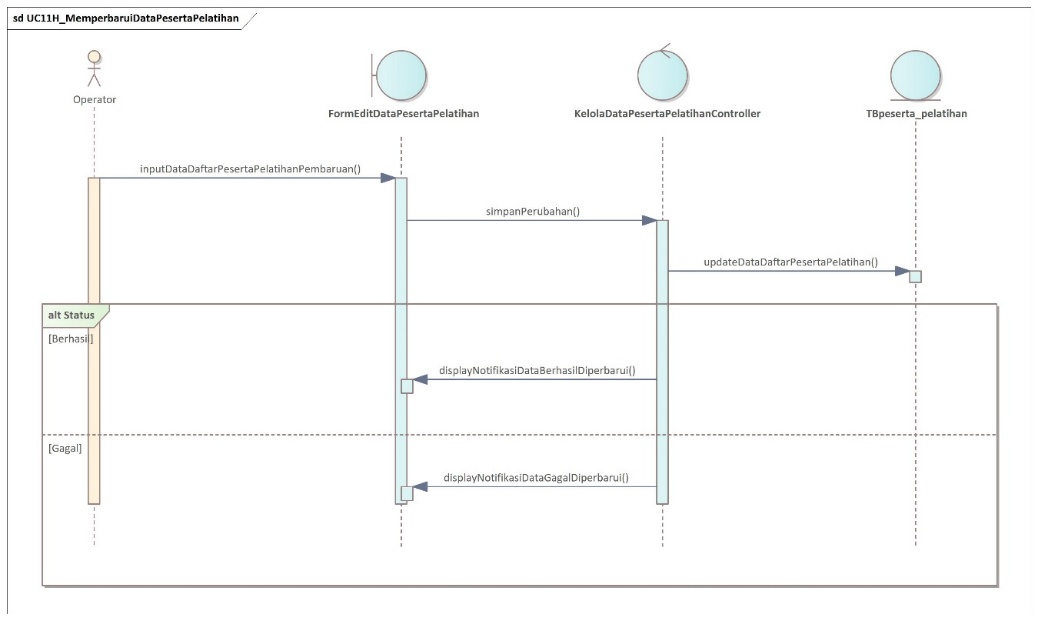 sd UC11H_MemperbaruiDataPesertaPelatihan
Operator
FormEditDataPesertaPelatihan
KelolaDataPesertaPelatihanController
TBpeserta_pelatihan
inputDataDaftarPesertaPelatihanPembaruan()
simpanPerubahan()
updateDataDaftarPesertaPelatihan()
alt Status
[Berhasil]
displayNotifikasiDataBerhasilDiperbarui()
[Gagal]
displayNotifikasiDataGagalDiperbarui()